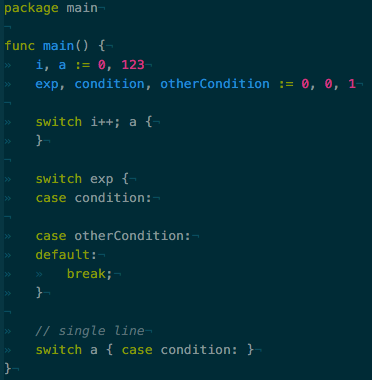 package main¬
¬
func main() {¬
»   i, a := 0, 123¬
»   exp, condition, otherCondition := 0, 0, 1¬
¬
»   switch i++; a {¬
»   }¬
¬
»   switch exp {¬
»   case condition:¬
¬
»   case otherCondition:¬
»   default:¬
»   »   break;¬
»   }¬
¬
»   // single line¬
»   switch a { case condition: }¬
}¬